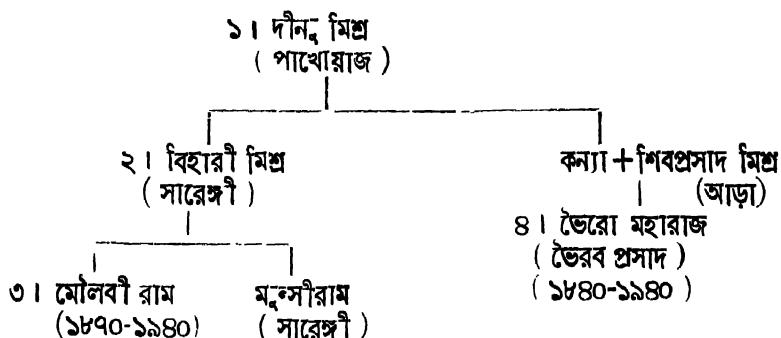 ১। দীনু মিশ্র
( পাখোয়াজ )
২। বিহারী মিশ্র
( সারেঙ্গী )
কন্যা + শিবপ্রসাদ মিশ্র
(আড়া)
৪। ভৈরো মহারাজ
( ভৈরব প্রসাদ )
( ১৮৪০-১৯৪০ )
৩। মৌলবী রাম
(১৮৭০-১৯৪০)
মুন্সীরাম
( সারেঙ্গী )